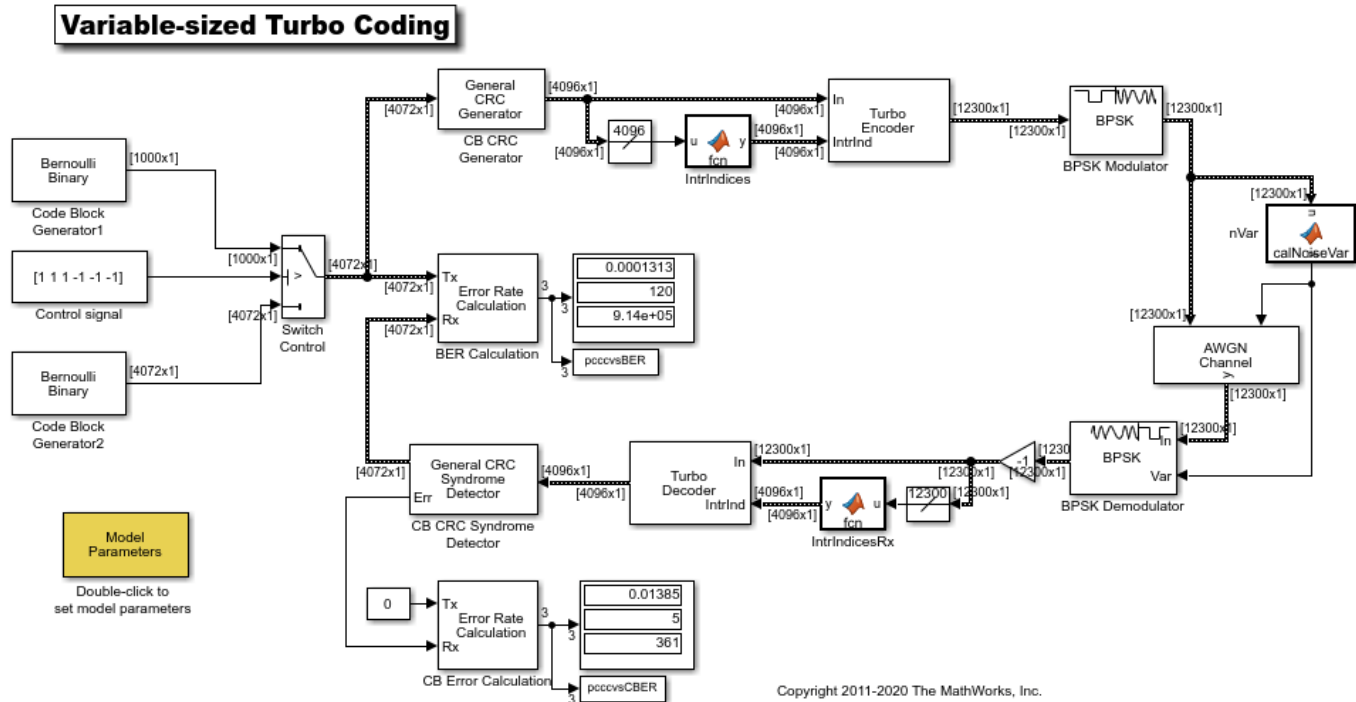 Variable-sized Turbo Coding
Bernoulli
Binary
[1000x1]
Code Block
Generator1
[1 1 1 -1 -1 -1]
Control signal
Bernoulli
Binary
[4072x1]
Code Block
Generator2
[1000x1]
>
[4072x1]
[4072x1]
Switch
Control
[4072x1]
General
CRC
Generator
[4096x1]
CB CRC
Generator
[4096x1]
4096
u
fcn
y
[4096x1]
IntrIndices
[4096x1]
[4096x1]
In
IntrInd
Turbo
Encoder
[12300x1]
[12300x1]
BPSK
[12300x1]
BPSK Modulator
[12300x1]
nVar
u
calNoiseVar
[12300x1]
AWGN
Channel
y
[12300x1]
[12300x1]
In
BPSK
Var
BPSK Demodulator
-1
[12300x1]
[12300x1]
[12300x1]
12300
u
fcn
y
IntrIndicesRx
[12300x1]
[4096x1]
[4096x1]
In
IntrInd
Turbo
Decoder
[4096x1]
[4096x1]
General CRC
Syndrome
Detector
Err
[4072x1]
CB CRC Syndrome
Detector
[4072x1]
[4072x1]
Tx
Rx
Error Rate
Calculation
BER Calculation
3
3
0.0001313
120
9.14e+05
pcccvsBER
3
0
Tx
Rx
Error Rate
Calculation
CB Error Calculation
3
3
0.01385
5
361
pcccvsCBER
3
Model
Parameters
Double-click to
set model parameters
Copyright 2011-2020 The MathWorks, Inc.